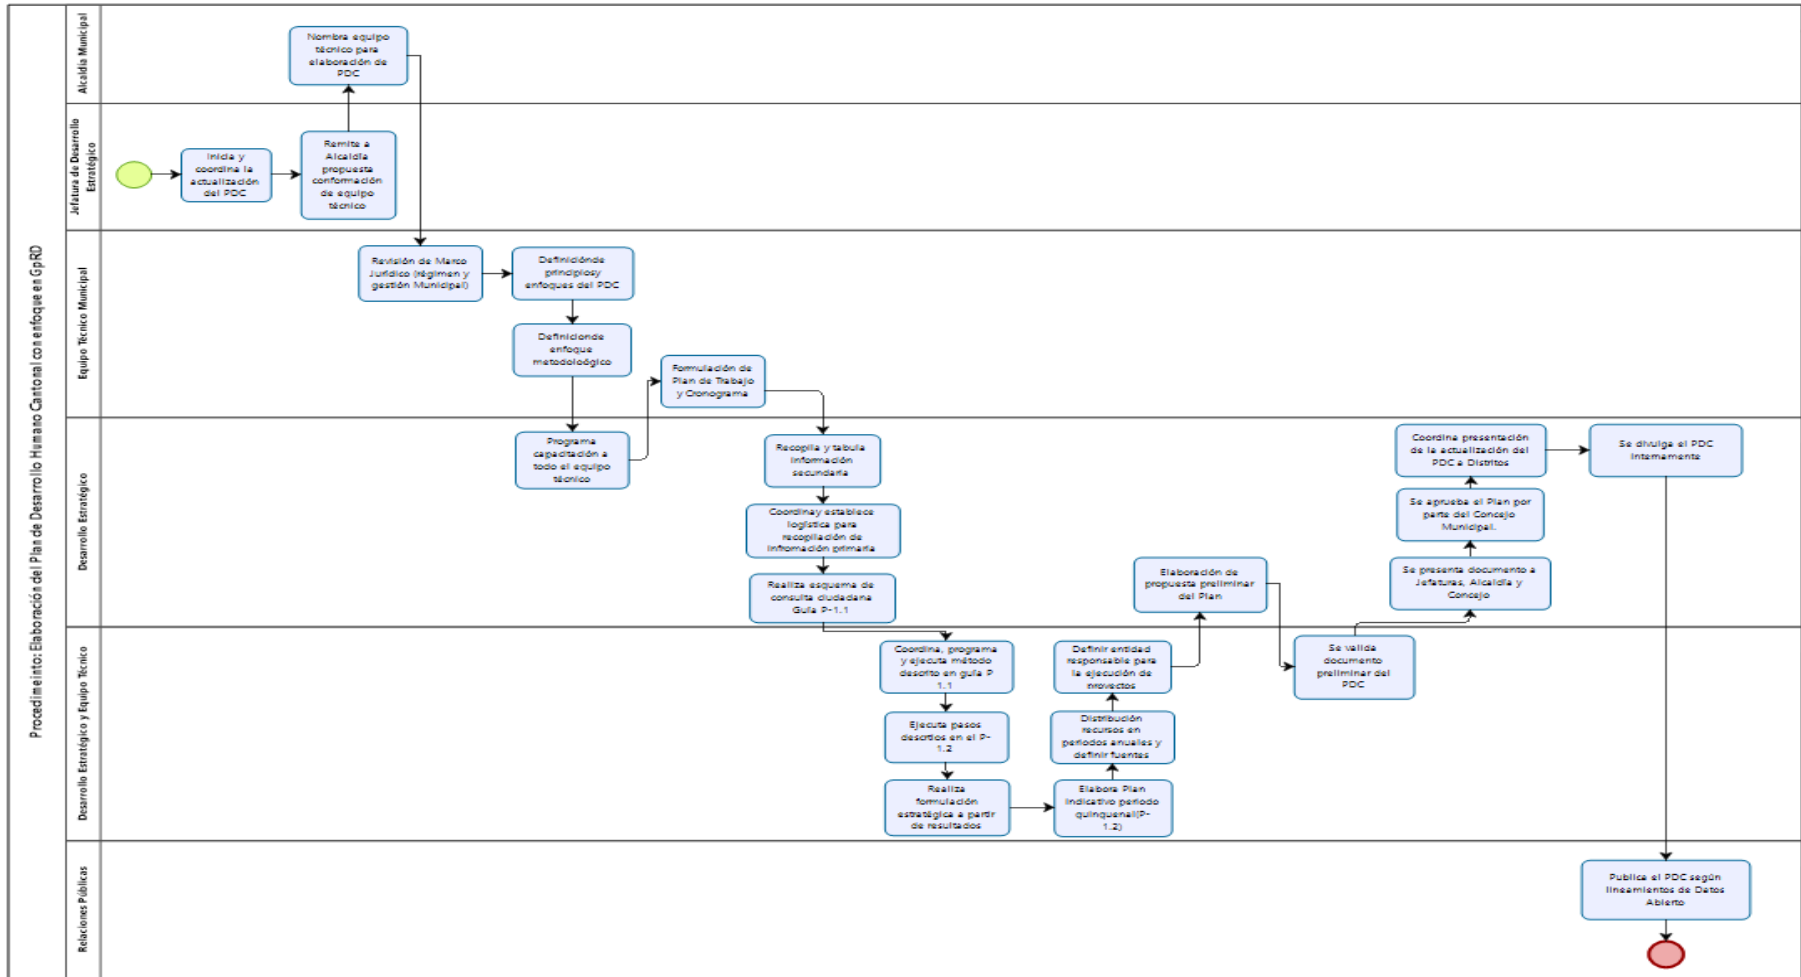 Procedimeinto: Elaboración del Plan de Desarrollo Humano Cantonal con enfoque en GpRD
Alcaldía Municipal
Nombra equipo
técnico para
elaboración de
PDC
Jefatura de Desarrollo
Estratégico
Inicia y
coordina la
actualización
del PDC
Remite a
Alcaldía
propuesta
conformación
de equipo
técnico
Equipo Técnico Municipal
Revisión de Marco
Jurídico (régimen y
gestión Municipal)
Definiciónde
principiosy
enfoques del PDC
Definicionde
enfoque
metodoloógico
Formulación de
Plan de Trabajo
y Cronograma
Desarrollo Estratégico
Programa
capacitación a
todo el equipo
técnico
Recopila y tabula
información
secundaria
Coordinay establece
logística para
recopilación de
infromación primaria
Realiza esquema de
consulta ciudadana
Guía P-1.1
Elaboración de
propuesta preliminar
del Plan
Coordina presentación
de la actualización del
PDC a Distritos
Se aprueba el Plan por
parte del Concejo
Municipal.
Se presenta documento a
Jefaturas, Alcaldía y
Concejo
Se divulga el PDC
Internamente
Desarrollo Estratégico y Equipo Técnico
Coordina, programa
y ejecuta método
descrito en guía P
1.1
Ejecuta pasos
descrtios en el P-
1.2
Realiza
formulación
estratégica a partir
de resultados
Elabora Plan
indicativo periodo
quinquenal(P-
1.2)
Distribución
recursos en
periodos anuales y
definir fuentes
Definir entidad
responsable para
la ejecución de
proyectos
Se valida
documento
preliminar del
PDC
Relaciones Públicas
Publica el PDC según
lineamientos de Datos
Abierto